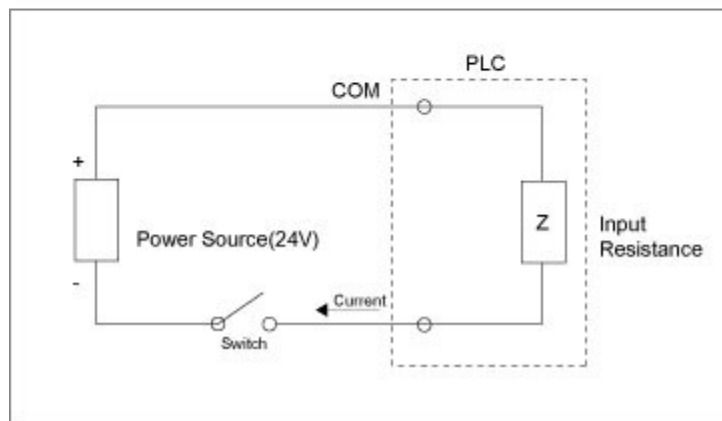 PLC
COM
+
Power Source(24V)
Z
Input
Resistance
-
Current
Switch